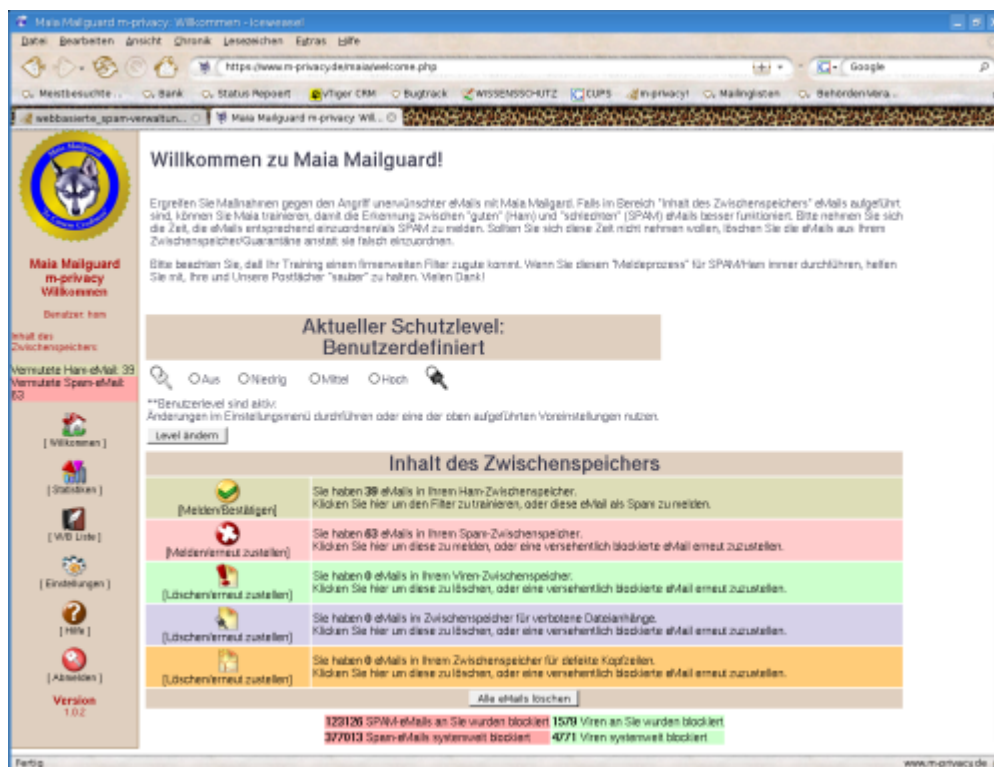 Maia Mailguard m-privacy: Willkommen - Iceweasel
Datei Bearbeiten Ansicht Chronik Lesezeichen Extras Hilfe
https://www.m-privacy.de/maia/welcome.php
Google
Meistbesuchte... Bank Status Repoert vTiger CRM Bugtrack WISSENSSCHUTZ CUPS m-privacy! Mailinglisten BehördenVera...
webbasierte_spam-verwaltun... Maia Mailguard m-privacy: Will...
Maia Mailguard
Willkommen zu Maia Mailguard!
Ergreifen Sie Maßnahmen gegen den Angriff unerwünschter eMails mit Maia Mailgard. Falls im Bereich "Inhalt des Zwischenspeichers" eMails aufgeführt
sind, können Sie Maia trainieren, damit die Erkennung zwischen "guten" (Ham) und "schlechten" (SPAM) eMails besser funktioniert. Bitte nehmen Sie sich
die Zeit, die eMails entsprechend einzuordnen/als SPAM zu melden. Sollten Sie sich diese Zeit nicht nehmen wollen, löschen Sie die eMails aus Ihrem
Zwischenspeicher/Quarantäne anstatt sie falsch einzuordnen.
Bitte beachten Sie, daß Ihr Training einem firmenweiten Filter zugute kommt. Wenn Sie diesen "Meldeprozess" für SPAM/Ham immer durchführen, helfen
Sie mit, Ihre und Unsere Postfächer "sauber" zu halten. Vielen Dank!
Maia Mailguard
m-privacy
Willkommen
Benutzer: hom
Inhalt des
Zwischenspeichers:
Vermutete Ham-eMail: 39
Vermutete Spam-eMail:
63
[ Willkommen ]
[ Statistiken ]
[ W/B Liste ]
[ Einstellungen ]
[ Hilfe ]
[ Abmelden ]
Version
1.0.2
Aktueller Schutzlevel:
Benutzerdefiniert
Aus Niedrig Mittel Hoch
**Benutzerlevel sind aktiv:
Änderungen im Einstellungsmenü durchführen oder eine der oben aufgeführten Voreinstellungen nutzen.
Level ändern
Inhalt des Zwischenspeichers
[Melden/Bestätigen]
Sie haben 39 eMails in Ihrem Ham-Zwischenspeicher.
Klicken Sie hier um den Filter zu trainieren, oder diese eMail als Spam zu melden.
[Melden/erneut zustellen]
Sie haben 63 eMails in Ihrem Spam-Zwischenspeicher.
Klicken Sie hier um diese zu melden, oder eine versehentlich blockierte eMail erneut zuzustellen.
[Löschen/erneut zustellen]
Sie haben 0 eMails in Ihrem Viren-Zwischenspeicher.
Klicken Sie hier um diese zu löschen, oder eine versehentlich blockierte eMail erneut zuzustellen.
[Löschen/erneut zustellen]
Sie haben 0 eMails im Zwischenspeicher für verbotene Dateianhänge.
Klicken Sie hier um diese zu löschen, oder eine versehentlich blockierte eMail erneut zuzustellen.
[Löschen/erneut zustellen]
Sie haben 0 eMails in Ihrem Zwischenspeicher für defekte Kopfzeilen.
Klicken Sie hier um diese zu löschen, oder eine versehentlich blockierte eMail erneut zuzustellen.
Alle eMails löschen
123126 SPAM-eMails an Sie wurden blockiert 1579 Viren an Sie wurden blockiert
377013 Spam-eMails systemweit blockiert 4771 Viren systemweit blockiert
Fertig
www.m-privacy.de